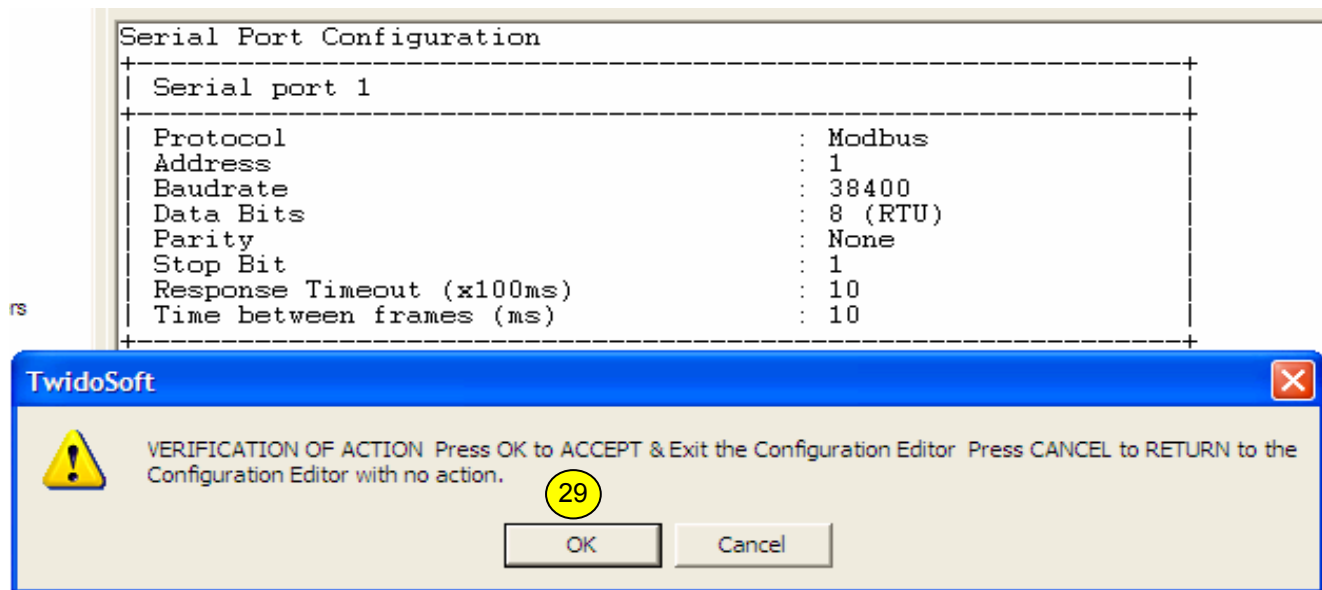 Serial Port Configuration
Serial port 1
Protocol : Modbus
Address : 1
Baudrate : 38400
Data Bits : 8 (RTU)
Parity : None
Stop Bit : 1
Response Timeout (x100ms) : 10
Time between frames (ms) : 10
rs
TwidoSoft
VERIFICATION OF ACTION Press OK to ACCEPT & Exit the Configuration Editor Press CANCEL to RETURN to the
Configuration Editor with no action.
29
OK Cancel